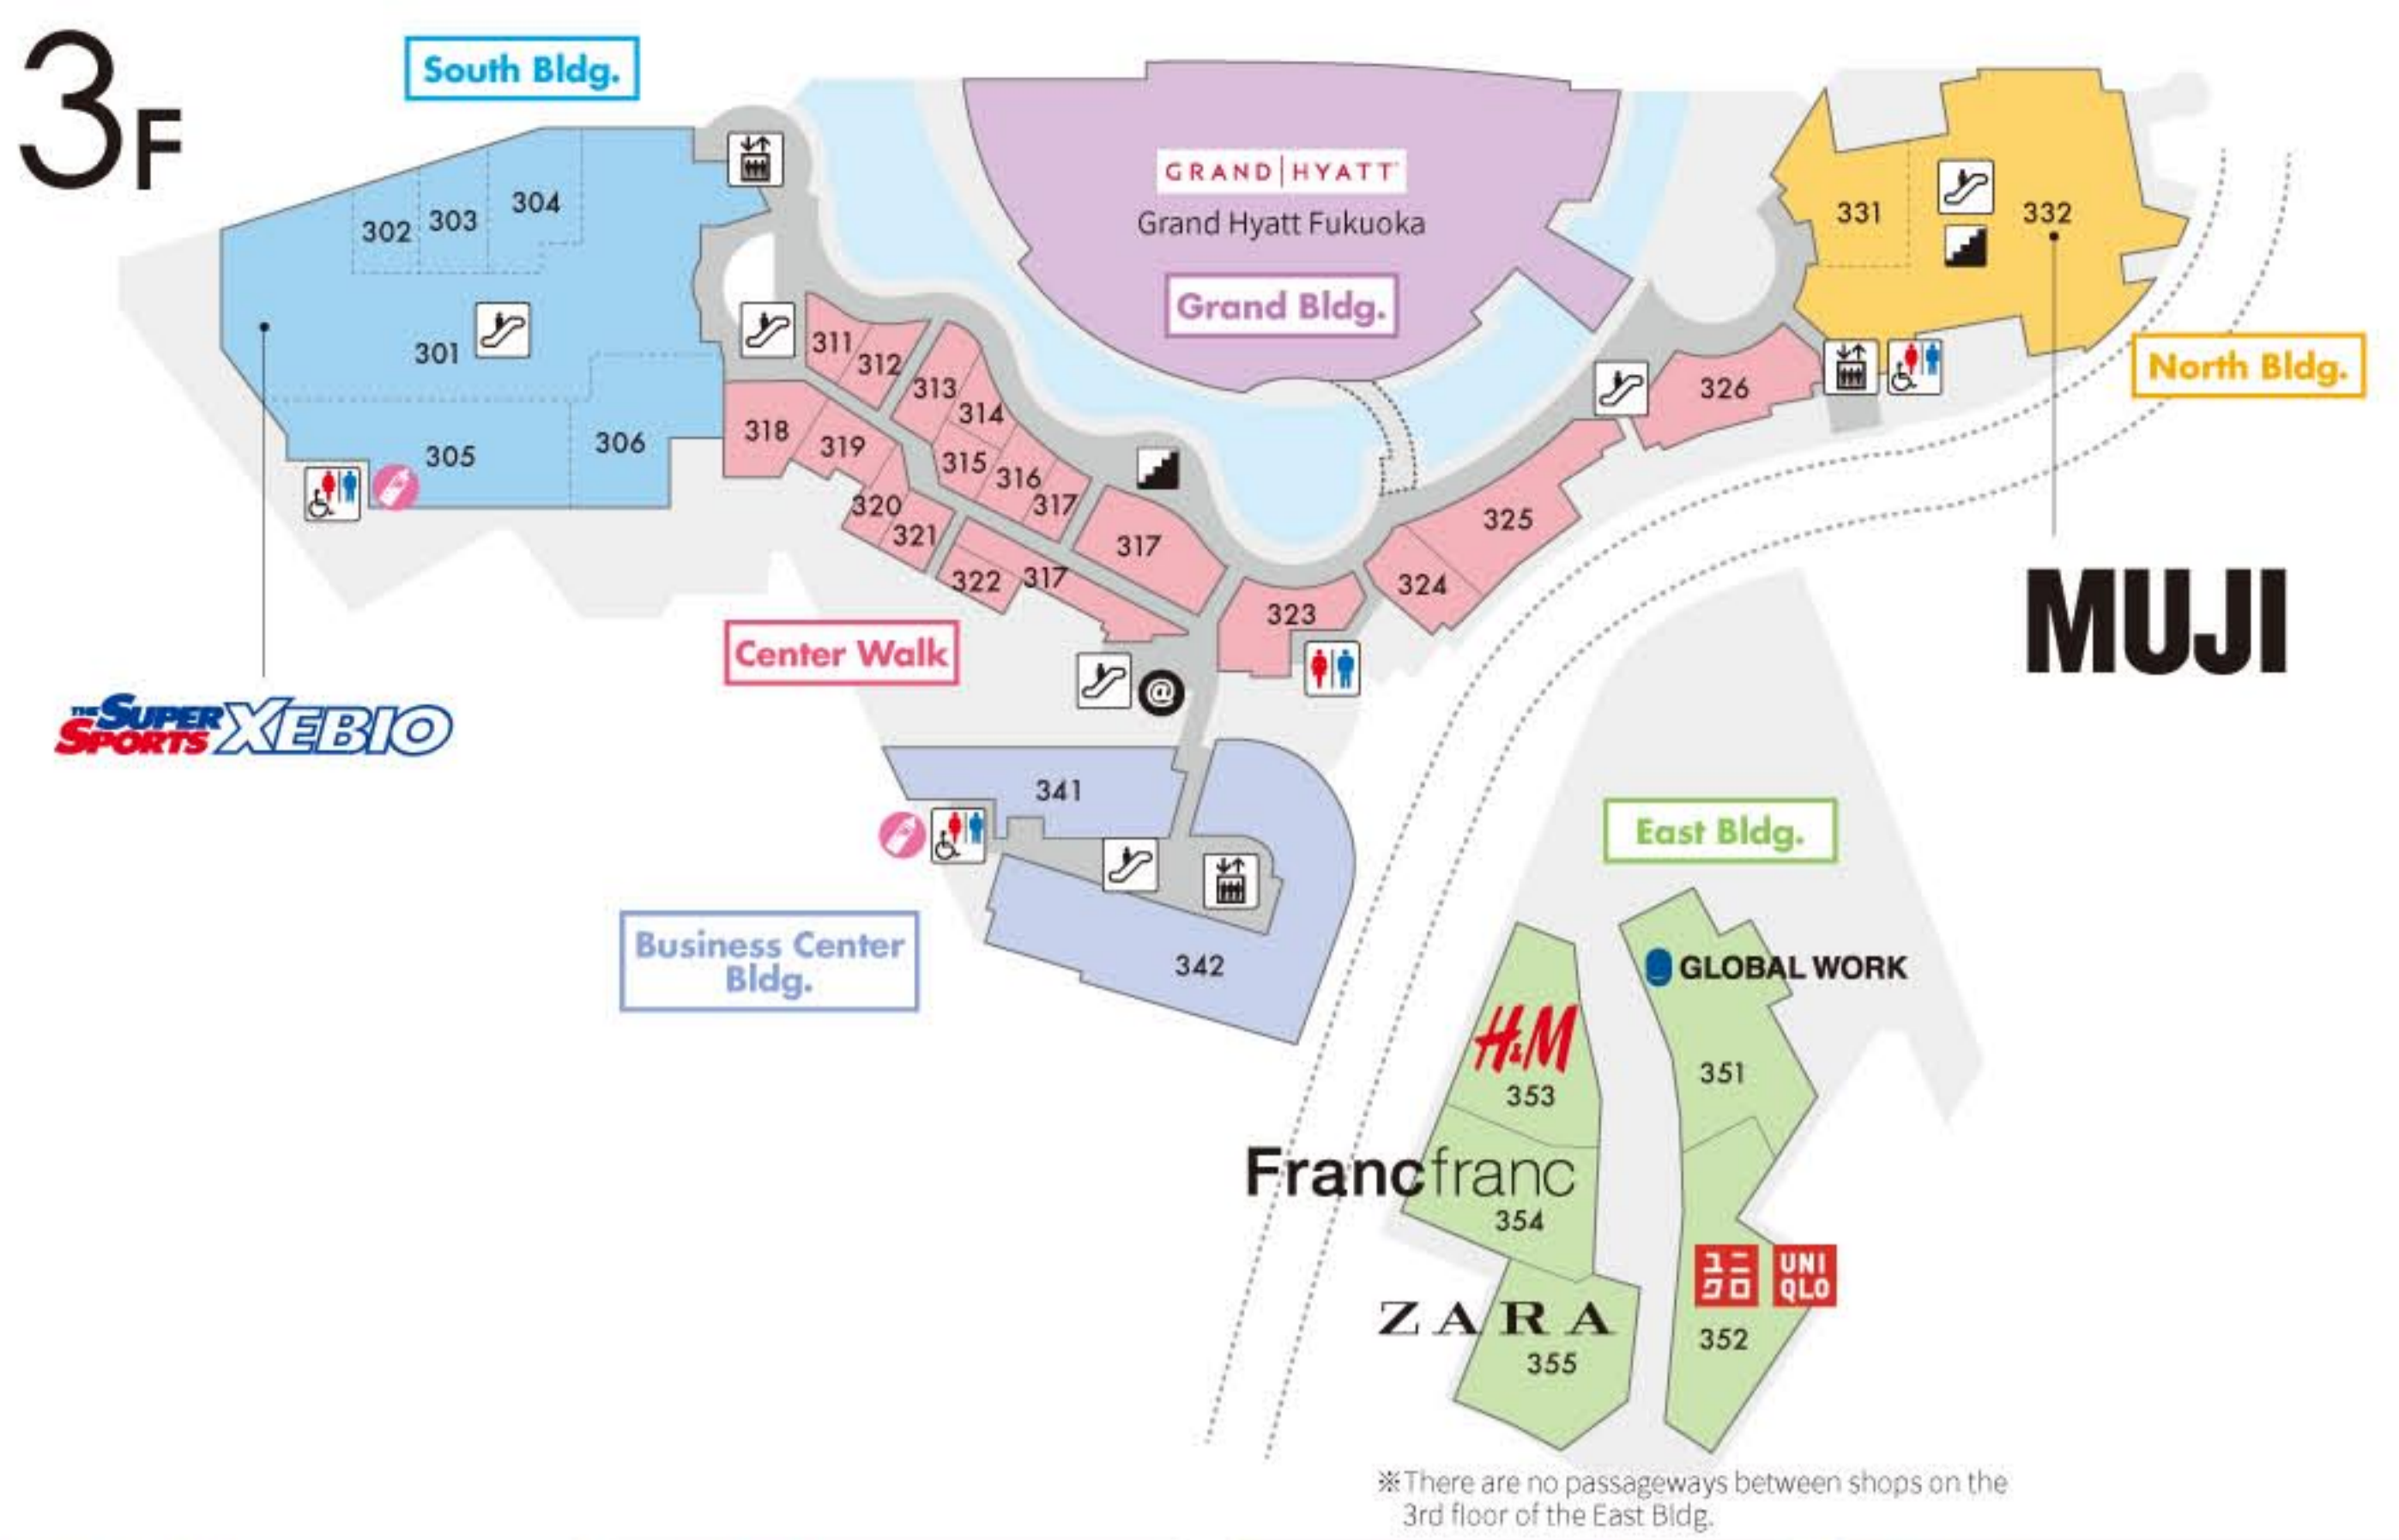 3F
South Bldg.
GRAND HYATT
Grand Hyatt Fukuoka
Grand Bldg.
302
303
304
301
305
306
331
332
North Bldg.
311
312
313
314
315
316
317
318
319
320
321
322
317
317
323
324
325
326
Center Walk
@
MUJI
THE SUPER SPORTS XEBIO
341
342
Business Center
Bldg.
East Bldg.
GLOBAL WORK
H&M
353
351
Francfranc
354
ユニクロ
UNIQLO
ZARA
355
352
※There are no passageways between shops on the
3rd floor of the East Bldg.